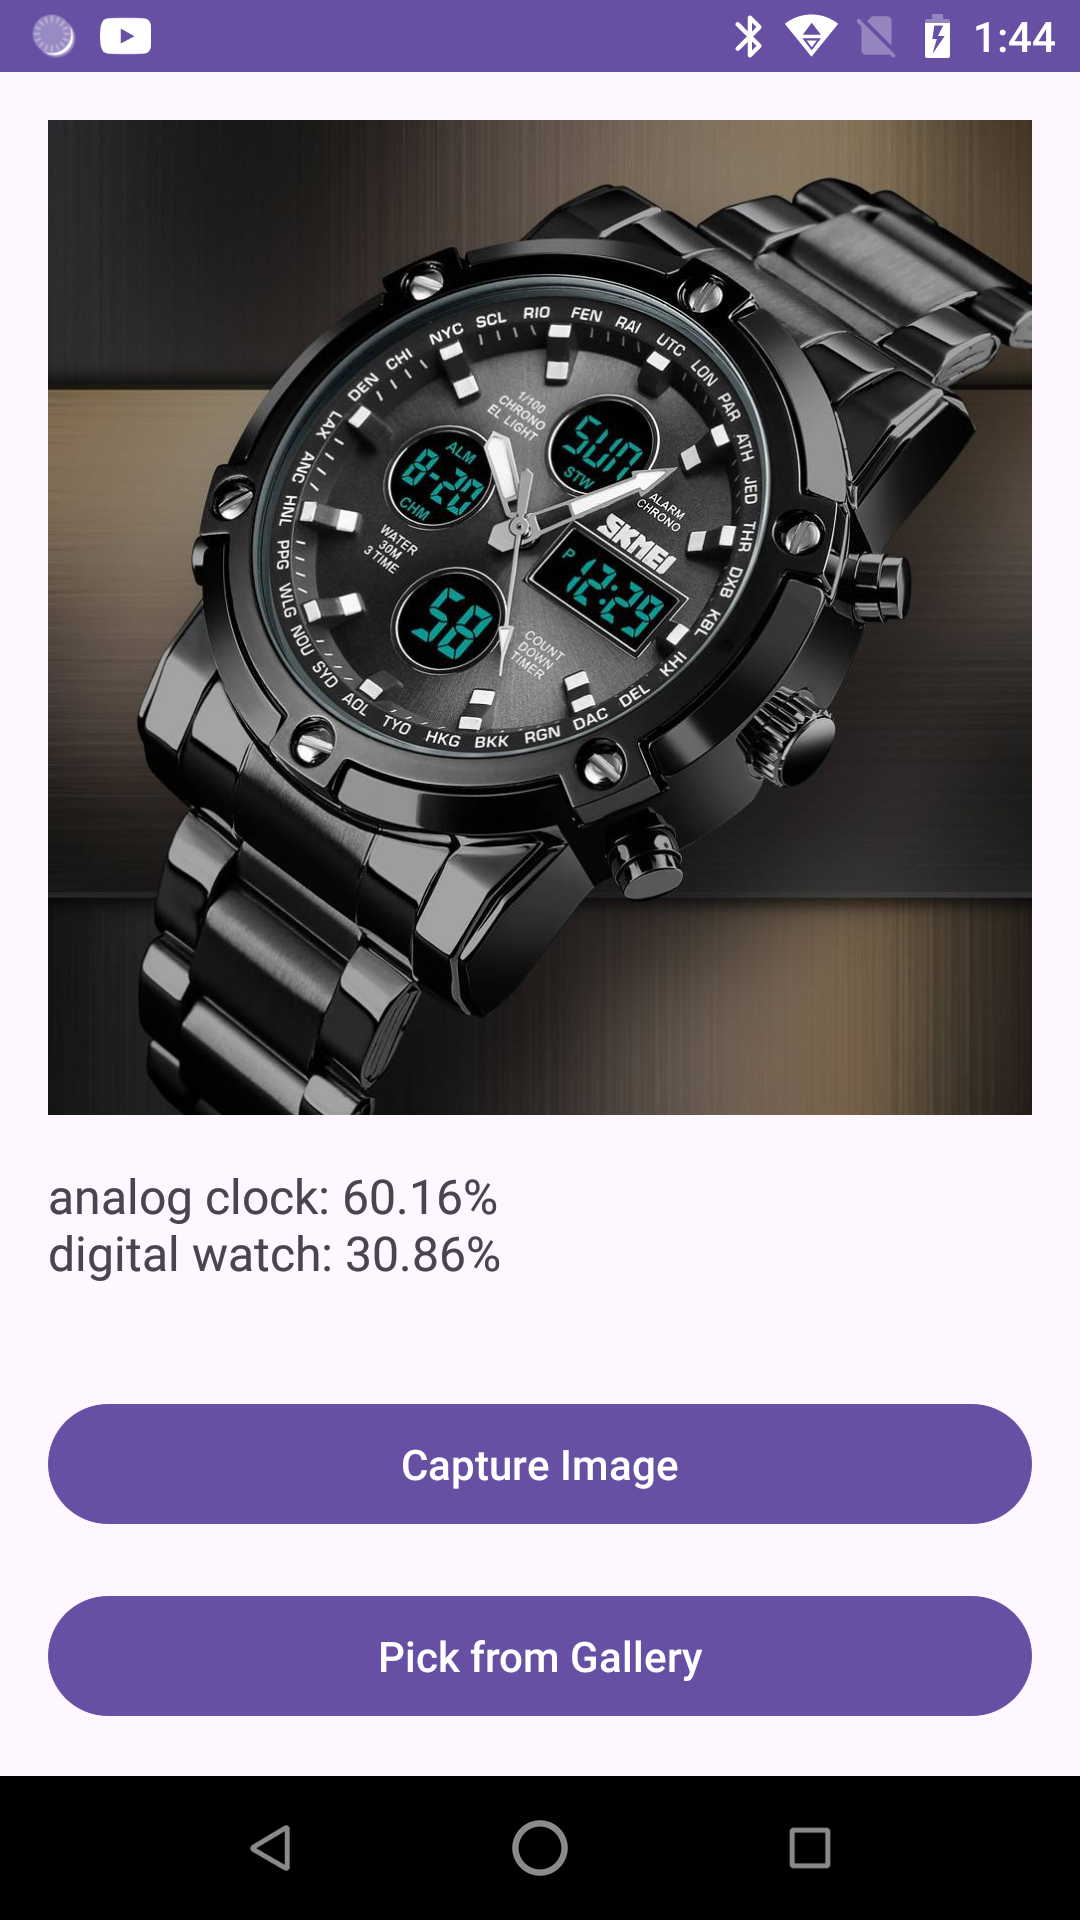 1:44
RIO
FEN
RAI
UTC
LON
PAR
ATH
JED
THR
DXB
KBL
KHI
DEL
DAC
RGN
BKK
HKG
TYO
AOL
SYD
NOU
WLG
PPG
HNL
ANC
LAX
DEN
CHI
NYC
SCL
1/100
CHRONO
EL LIGHT
SUN
STW
ALM
8-20
CHM
ALARM
CHRONO
SKMEI
WATER
30M
3 TIME
P 12:29
58
COUNT
DOWN
TIMER
analog clock: 60.16%
digital watch: 30.86%
Capture Image
Pick from Gallery